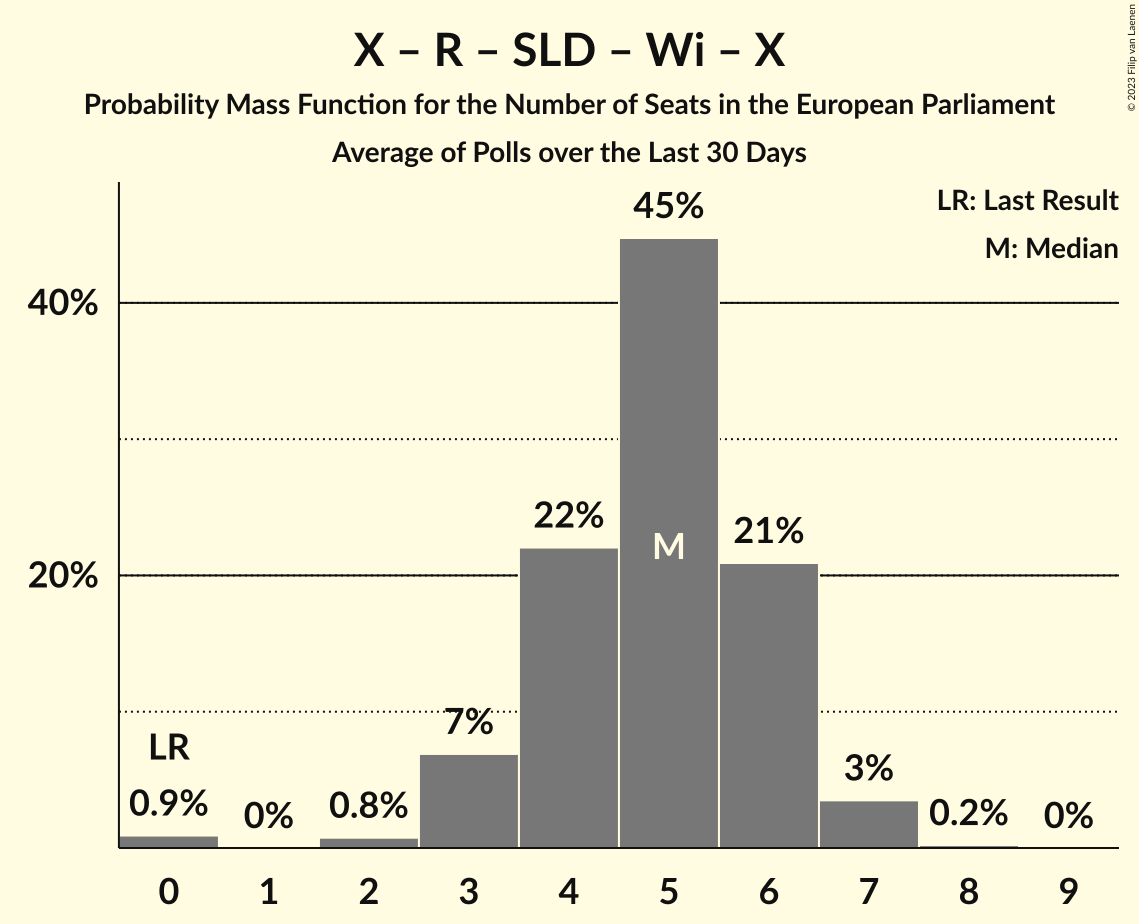 X – R – SLD – Wi – X
Probability Mass Function for the Number of Seats in the European Parliament
Average of Polls over the Last 30 Days
© 2023 Filip van Laenen
LR: Last Result
M: Median
45%
40%
22%
M
21%
20%
7%
LR
3%
0.9%
0%
0.8%
0.2%
0%
0 1 2 3 4 5 6 7 8 9